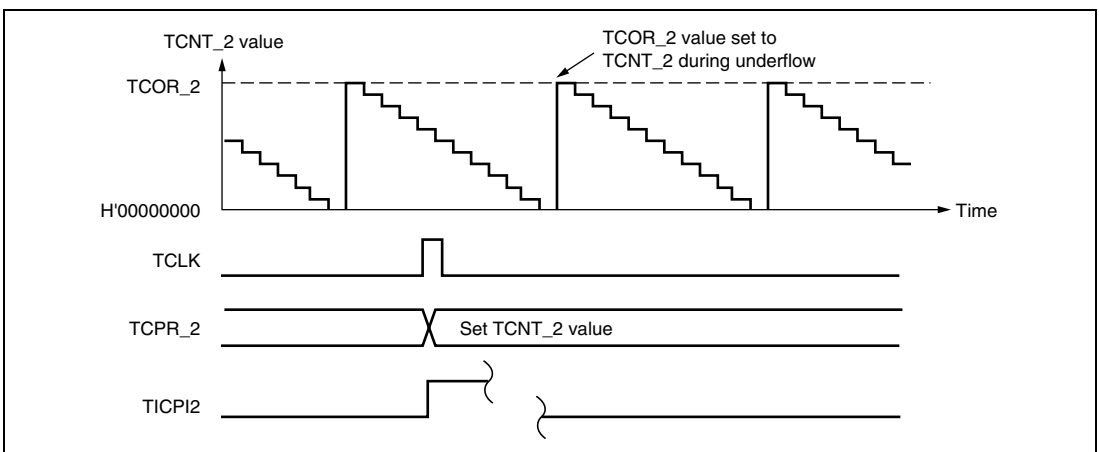 TCNT_2 value
TCOR_2 value set to
TCNT_2 during underflow
TCOR_2
H'00000000
Time
TCLK
TCPR_2
Set TCNT_2 value
TICPI2